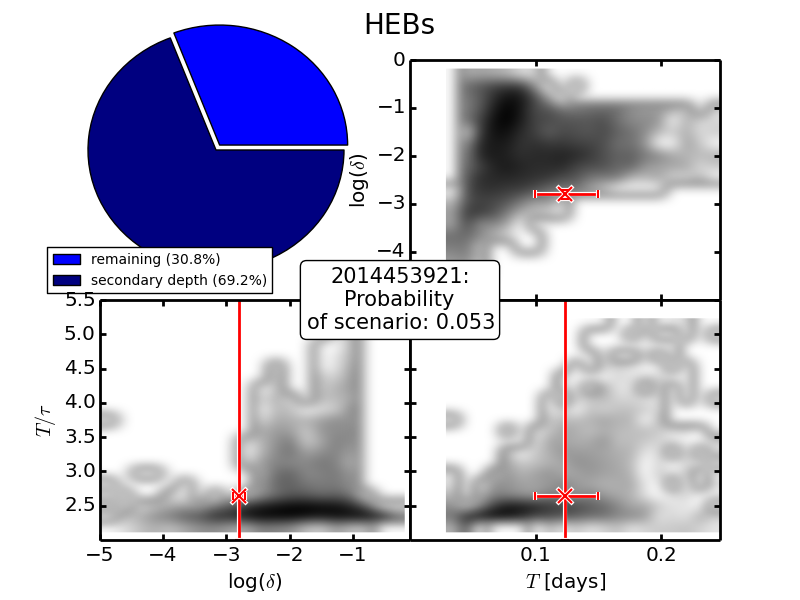 HEBs
0
−1
−2
−3
−4
log(δ)
remaining (30.8%)
secondary depth (69.2%)
2014453921:
Probability
of scenario: 0.053
5.5
5.0
4.5
4.0
3.5
3.0
2.5
T/τ
−5 −4 −3 −2 −1
log(δ)
0.1 0.2
T [days]